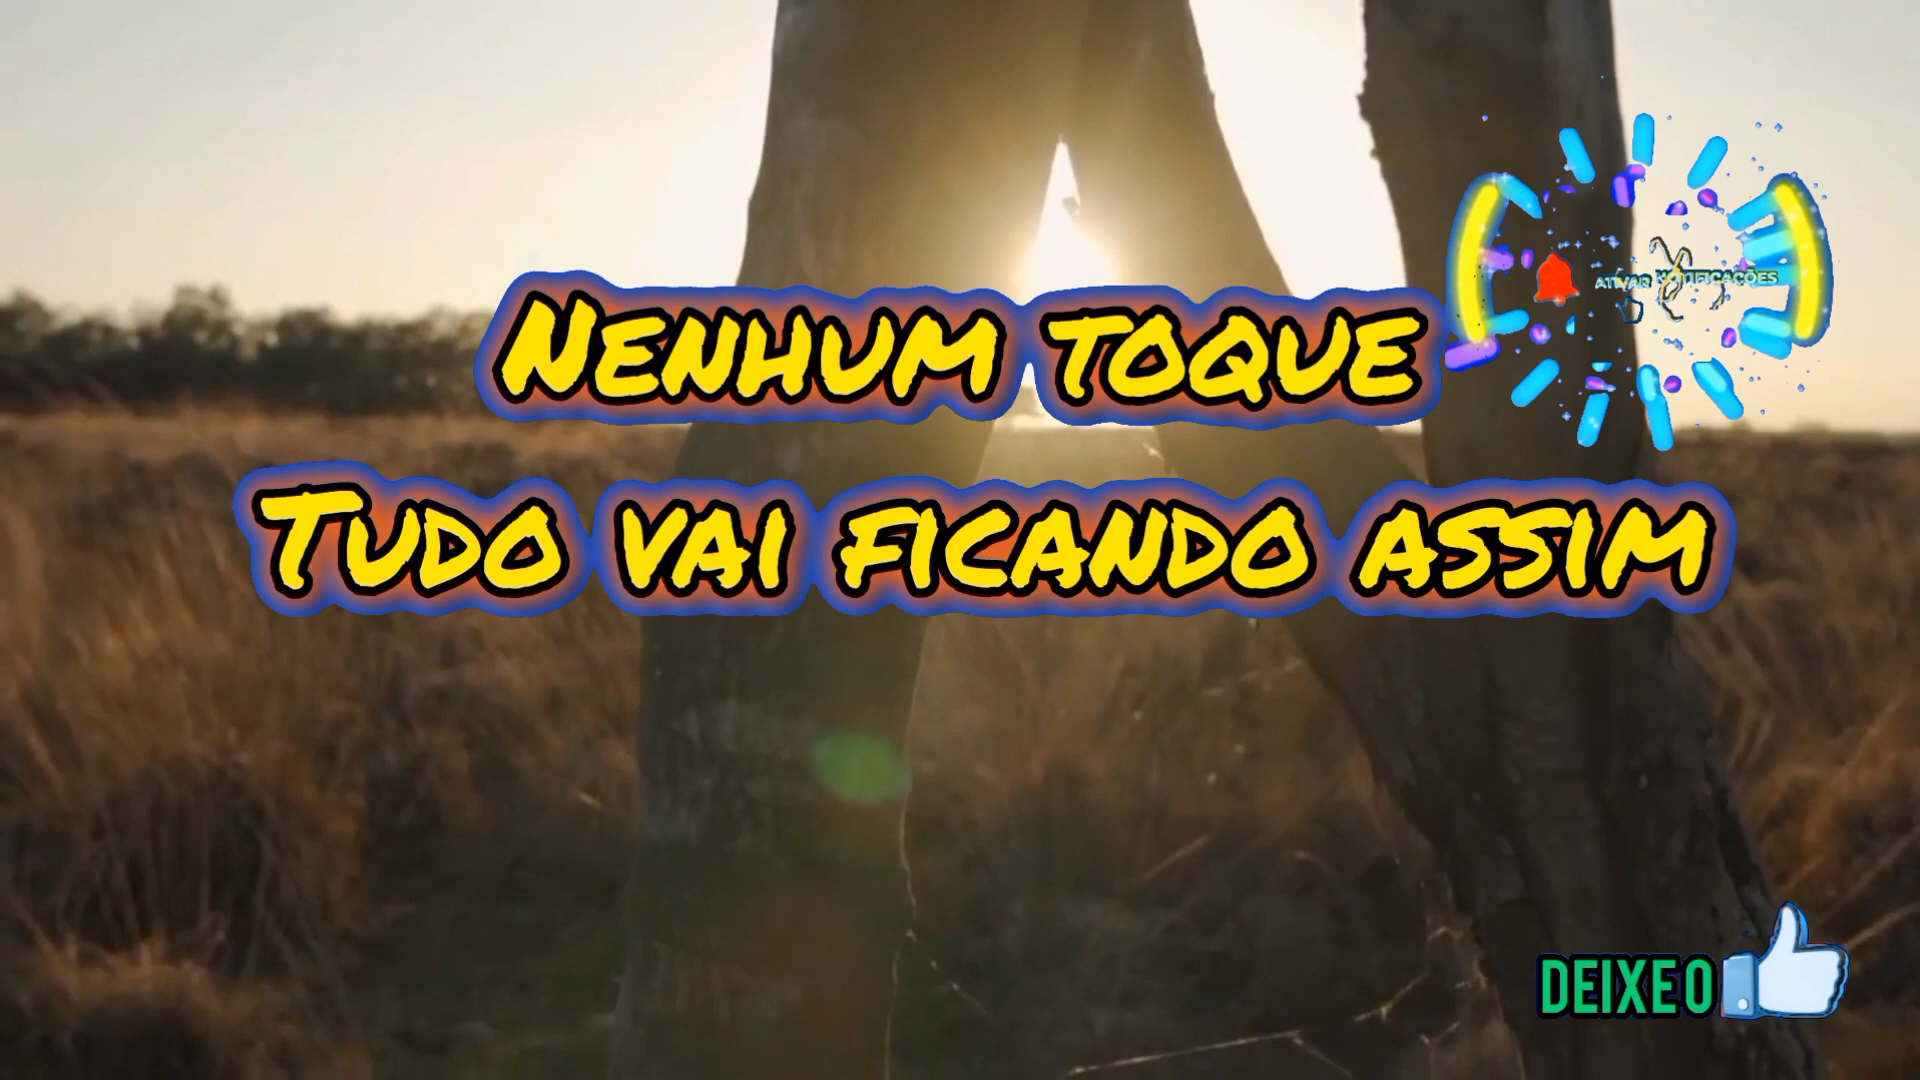 Nenhum toque
ATIVAR NOTIFICAÇÕES
Tudo vai ficando assim
DEIXE O